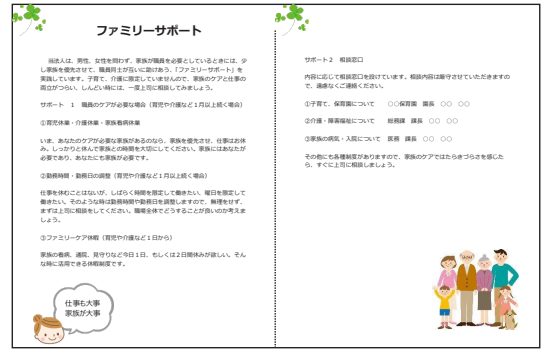 ファミリーサポート
当法人は、男性、女性を問わず、家族が職員を必要としているときには、少
し家族を優先させて、職員同士が互いに助けあう、「ファミリーサポート」を
実践しています。子育て、介護に限定していませんので、家族のケアと仕事の
両立がつらい、しんどい時には、一度上司に相談してみましょう。
サポート 1 職員のケアが必要な場合（育児や介護など１月以上続く場合）
①育児休業・介護休業・家族看病休業
いま、あなたのケアが必要な家族があるのなら、家族を優先させ、仕事はお休
み。しっかりと休んで家族との時間を大切にしてください。家族にはあなたが
必要であり、あなたにも家族が必要です。
②勤務時間・勤務日の調整（育児や介護など１月以上続く場合）
仕事を休むことはないが、しばらく時間を限定して働きたい、曜日を限定して
働きたい。そのような時は勤務時間や勤務日を調整しますので、無理をせず、
まずは上司に相談をしてください。職場全体でどうすることが良いのか考えま
しょう。
③ファミリーケア休暇（育児や介護など１日から）
家族の看病、通院、見守りなど今日１日、もしくは２日間休みが欲しい。そん
な時に活用できる休暇制度です。
仕事も大事
家族が大事
サポート２ 相談窓口
内容に応じて相談窓口を設けています。相談内容は厳守させていただきますの
で、遠慮なくご連絡ください。
①子育て、保育園について ○○保育園 園長 ○○ ○○
②介護・障害福祉について 総務課 課長 ○○ ○○
③家族の病気・入院について 医務 課長 ○○ ○○
その他にも各種制度がありますので、家族のケアではたらきづらさを感じた
ら、すぐに上司に相談しましょう。